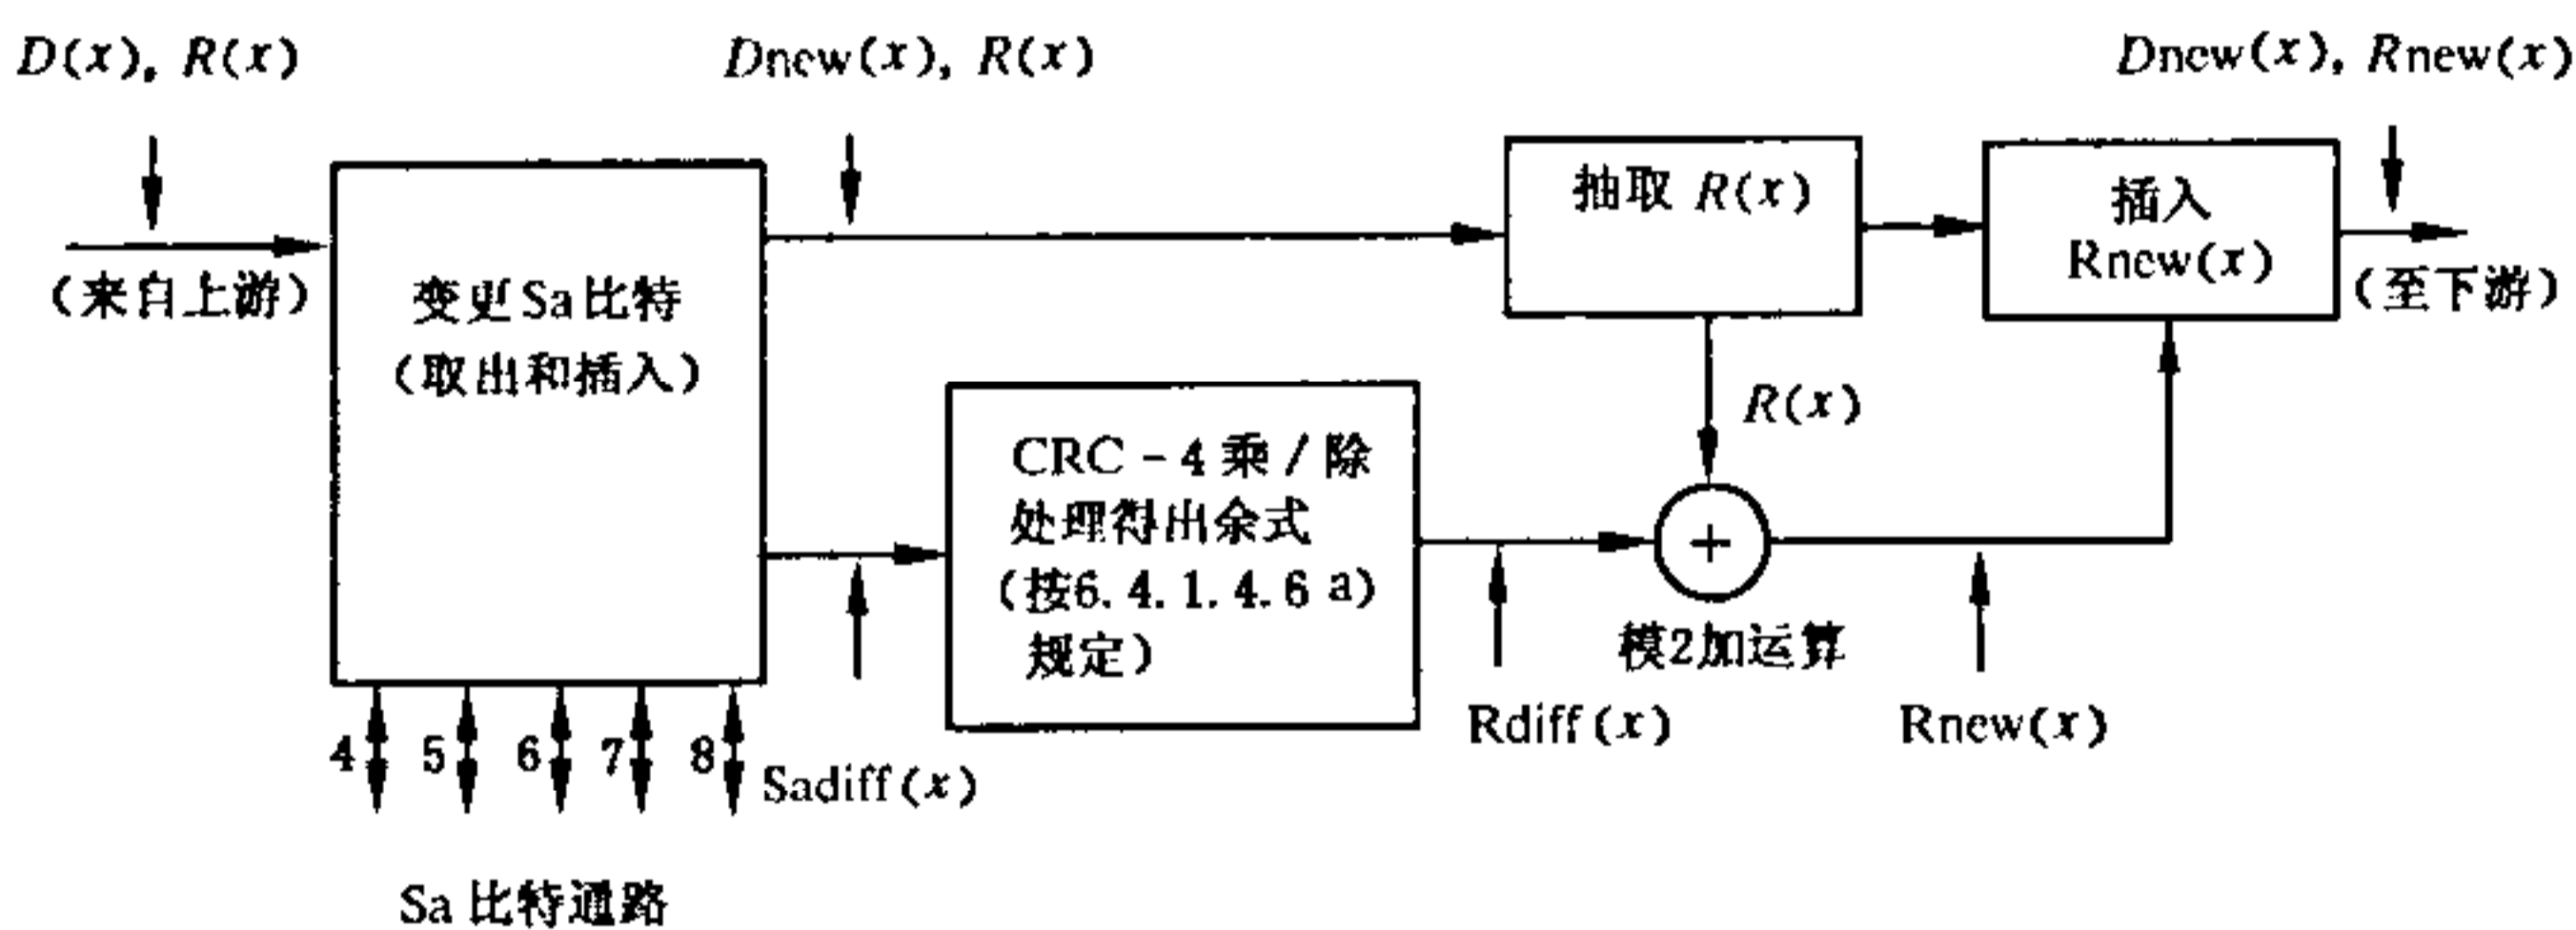 D(x), R(x)
Dnew(x), R(x)
Dnew(x), Rnew(x)
(来自上游)
变更Sa比特
(取出和插入)
抽取 R(x)
插入
Rnew(x)
(至下游)
R(x)
CRC-4乘/除
处理得出余式
(按6.4.1.4.6 a)
规定)
+
模2加运算
4 5 6 7 8
Sadiff(x)
Rdiff(x)
Rnew(x)
Sa 比特通路